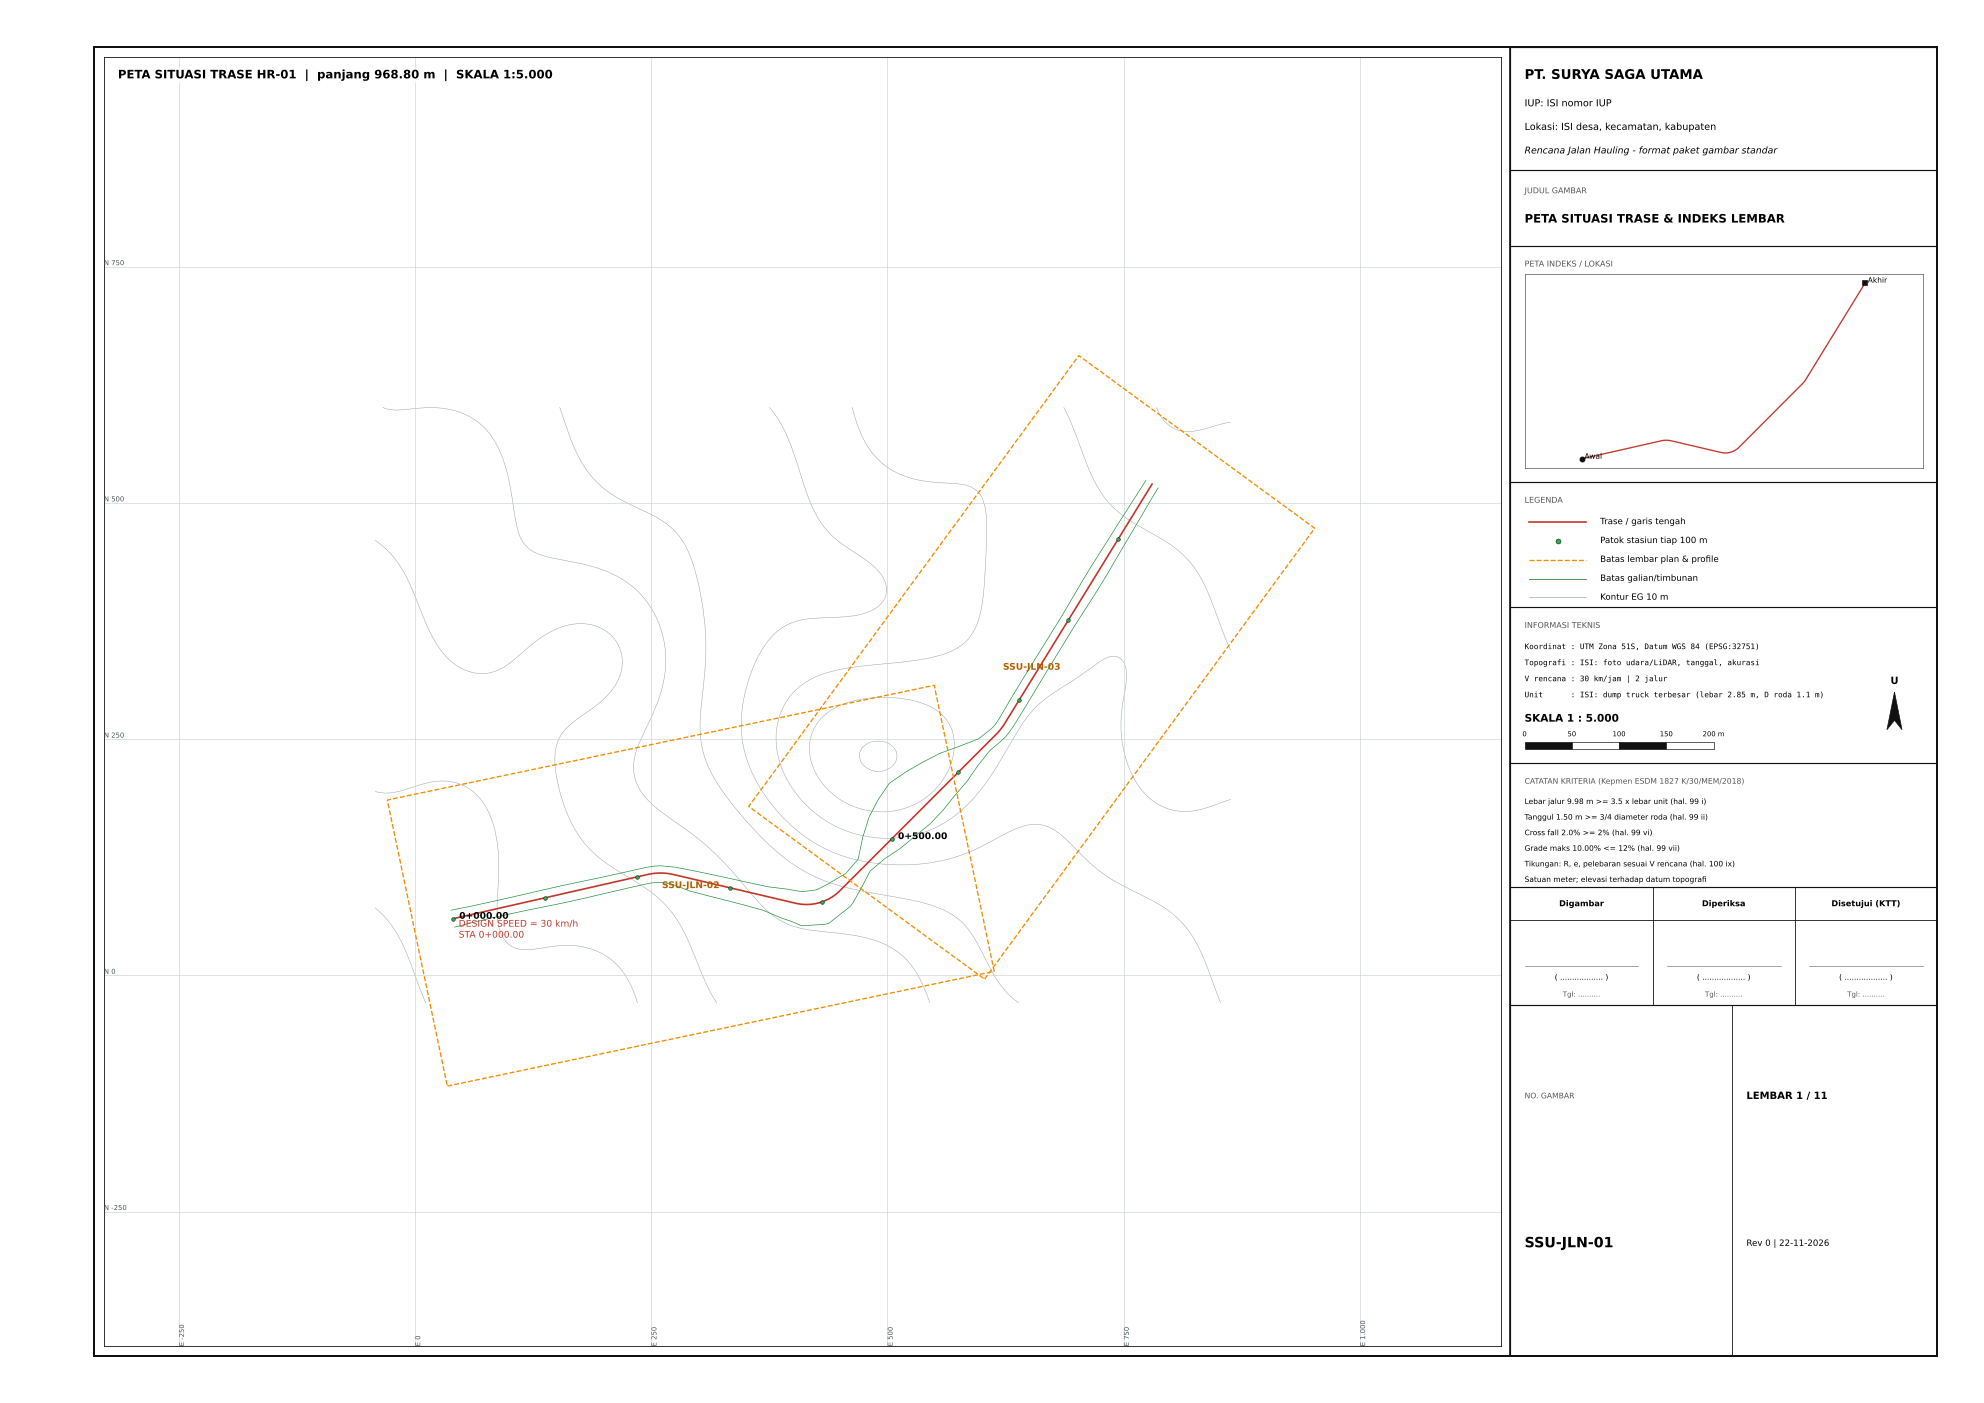 PETA SITUASI TRASE HR-01 | panjang 968.80 m | SKALA 1:5.000
N 750
N 500
N 250
N 0
N -250
E -250
E 0
E 250
E 500
E 750
E 1.000
SSU-JLN-03
0+500.00
SSU-JLN-02
0+000.00
DESIGN SPEED = 30 km/h
STA 0+000.00
PT. SURYA SAGA UTAMA
IUP: ISI nomor IUP
Lokasi: ISI desa, kecamatan, kabupaten
Rencana Jalan Hauling - format paket gambar standar
JUDUL GAMBAR
PETA SITUASI TRASE & INDEKS LEMBAR
PETA INDEKS / LOKASI
Akhir
Awal
LEGENDA
Trase / garis tengah
Patok stasiun tiap 100 m
Batas lembar plan & profile
Batas galian/timbunan
Kontur EG 10 m
INFORMASI TEKNIS
Koordinat : UTM Zona 51S, Datum WGS 84 (EPSG:32751)
Topografi : ISI: foto udara/LiDAR, tanggal, akurasi
V rencana : 30 km/jam | 2 jalur
Unit : ISI: dump truck terbesar (lebar 2.85 m, D roda 1.1 m)
U
SKALA 1 : 5.000
0 50 100 150 200 m
CATATAN KRITERIA (Kepmen ESDM 1827 K/30/MEM/2018)
Lebar jalur 9.98 m >= 3.5 x lebar unit (hal. 99 i)
Tanggul 1.50 m >= 3/4 diameter roda (hal. 99 ii)
Cross fall 2.0% >= 2% (hal. 99 vi)
Grade maks 10.00% <= 12% (hal. 99 vii)
Tikungan: R, e, pelebaran sesuai V rencana (hal. 100 ix)
Satuan meter; elevasi terhadap datum topografi
Digambar Diperiksa Disetujui (KTT)
( .................. ) ( .................. ) ( .................. )
Tgl: .......... Tgl: .......... Tgl: ..........
NO. GAMBAR
LEMBAR 1 / 11
SSU-JLN-01
Rev 0 | 22-11-2026